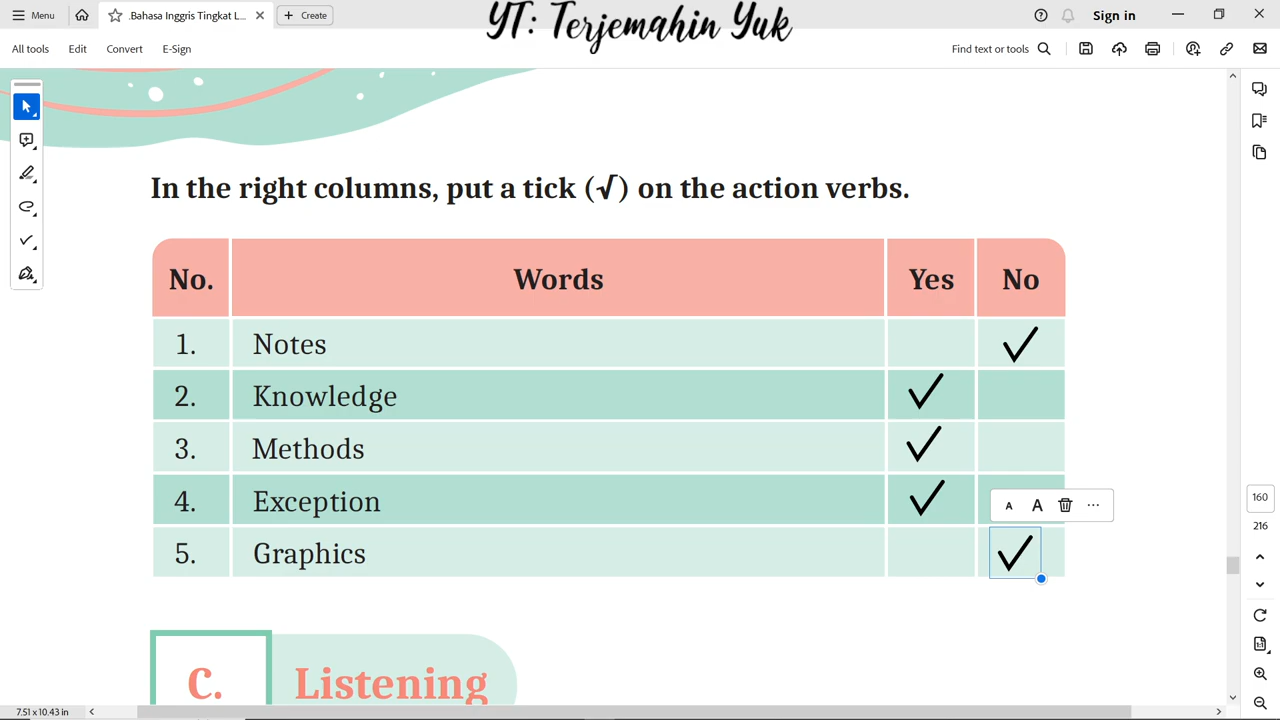 Menu
.Bahasa Inggris Tingkat L...
+ Create
YT: Terjemahin Yuk
Sign in
All tools
Edit
Convert
E-Sign
Find text or tools
In the right columns, put a tick (√) on the action verbs.
No. Words Yes No
1. Notes ✓
2. Knowledge ✓
3. Methods ✓
4. Exception ✓
A A ...
5. Graphics ✓
160
216
C. Listening
7.51 x 10.43 in